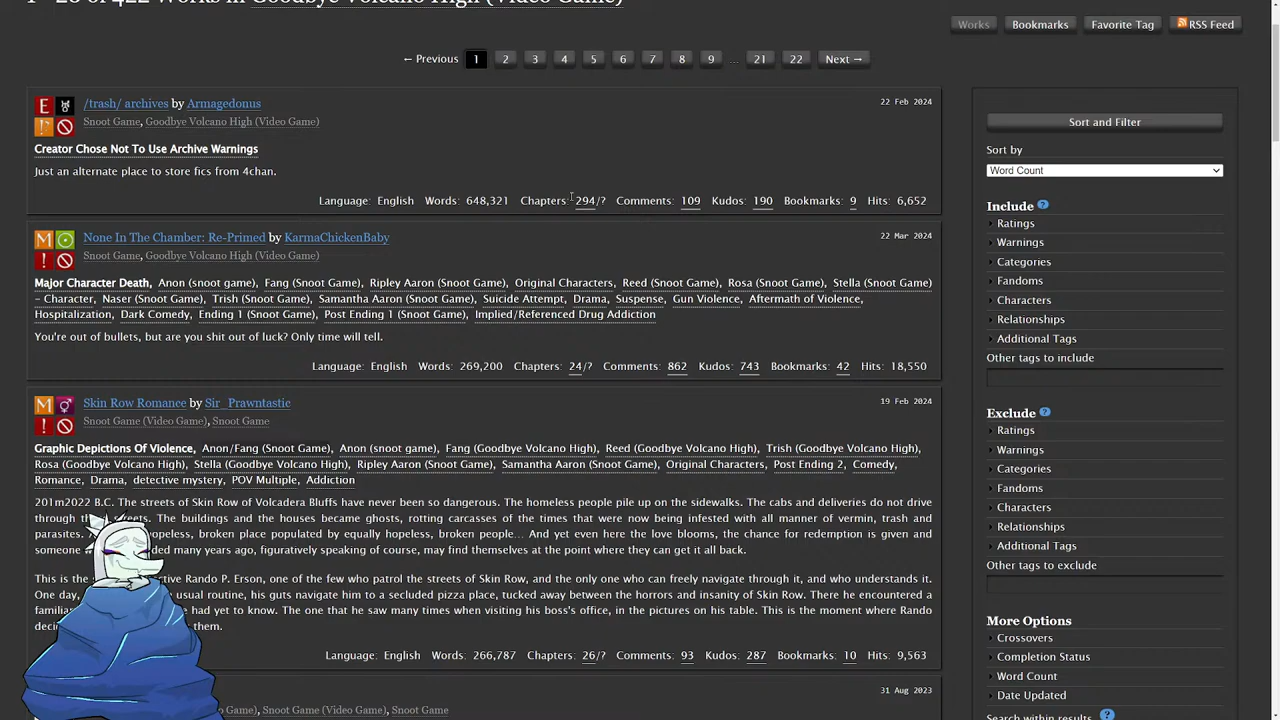 1 - 20 of 422 Works in Goodbye Volcano High (Video Game)
Works Bookmarks Favorite Tag RSS Feed
← Previous 1 2 3 4 5 6 7 8 9 … 21 22 Next →
/trash/ archives by Armagedonus
22 Feb 2024
Snoot Game, Goodbye Volcano High (Video Game)
Creator Chose Not To Use Archive Warnings
Just an alternate place to store fics from 4chan.
Language: English Words: 648,321 Chapters: 294/? Comments: 109 Kudos: 190 Bookmarks: 9 Hits: 6,652
None In The Chamber: Re-Primed by KarmaChickenBaby
22 Mar 2024
Snoot Game, Goodbye Volcano High (Video Game)
Major Character Death, Anon (snoot game), Fang (Snoot Game), Ripley Aaron (Snoot Game), Original Characters, Reed (Snoot Game), Rosa (Snoot Game), Stella (Snoot Game)
- Character, Naser (Snoot Game), Trish (Snoot Game), Samantha Aaron (Snoot Game), Suicide Attempt, Drama, Suspense, Gun Violence, Aftermath of Violence,
Hospitalization, Dark Comedy, Ending 1 (Snoot Game), Post Ending 1 (Snoot Game), Implied/Referenced Drug Addiction
You're out of bullets, but are you shit out of luck? Only time will tell.
Language: English Words: 269,200 Chapters: 24/? Comments: 862 Kudos: 743 Bookmarks: 42 Hits: 18,550
Skin Row Romance by Sir_Prawntastic
19 Feb 2024
Snoot Game (Video Game), Snoot Game
Graphic Depictions Of Violence, Anon/Fang (Snoot Game), Anon (snoot game), Fang (Goodbye Volcano High), Reed (Goodbye Volcano High), Trish (Goodbye Volcano High),
Rosa (Goodbye Volcano High), Stella (Goodbye Volcano High), Ripley Aaron (Snoot Game), Samantha Aaron (Snoot Game), Original Characters, Post Ending 2, Comedy,
Romance, Drama, detective mystery, POV Multiple, Addiction
201m2022 B.C. The streets of Skin Row of Volcadera Bluffs have never been so dangerous. The homeless people pile up on the sidewalks. The cabs and deliveries do not drive
through the streets. The buildings and the houses became ghosts, rotting carcasses of the times that were now being infested with all manner of vermin, trash and
parasites. A hopeless, broken place populated by equally hopeless, broken people... And yet even here the love blooms, the chance for redemption is given and
someone ded many years ago, figuratively speaking of course, may find themselves at the point where they can get it all back.
This is the s ctive Rando P. Erson, one of the few who patrol the streets of Skin Row, and the only one who can freely navigate through it, and who understands it.
One day, usual routine, his guts navigate him to a secluded pizza place, tucked away between the horrors and insanity of Skin Row. There he encountered a
familia he had yet to know. The one that he saw many times when visiting his boss's office, in the pictures on his table. This is the moment where Rando
deci them.
Language: English Words: 266,787 Chapters: 26/? Comments: 93 Kudos: 287 Bookmarks: 10 Hits: 9,563
31 Aug 2023
Game), Snoot Game (Video Game), Snoot Game
Sort and Filter
Sort by
Word Count
Include ?
Ratings
Warnings
Categories
Fandoms
Characters
Relationships
Additional Tags
Other tags to include
Exclude ?
Ratings
Warnings
Categories
Fandoms
Characters
Relationships
Additional Tags
Other tags to exclude
More Options
Crossovers
Completion Status
Word Count
Date Updated
Search within results ?